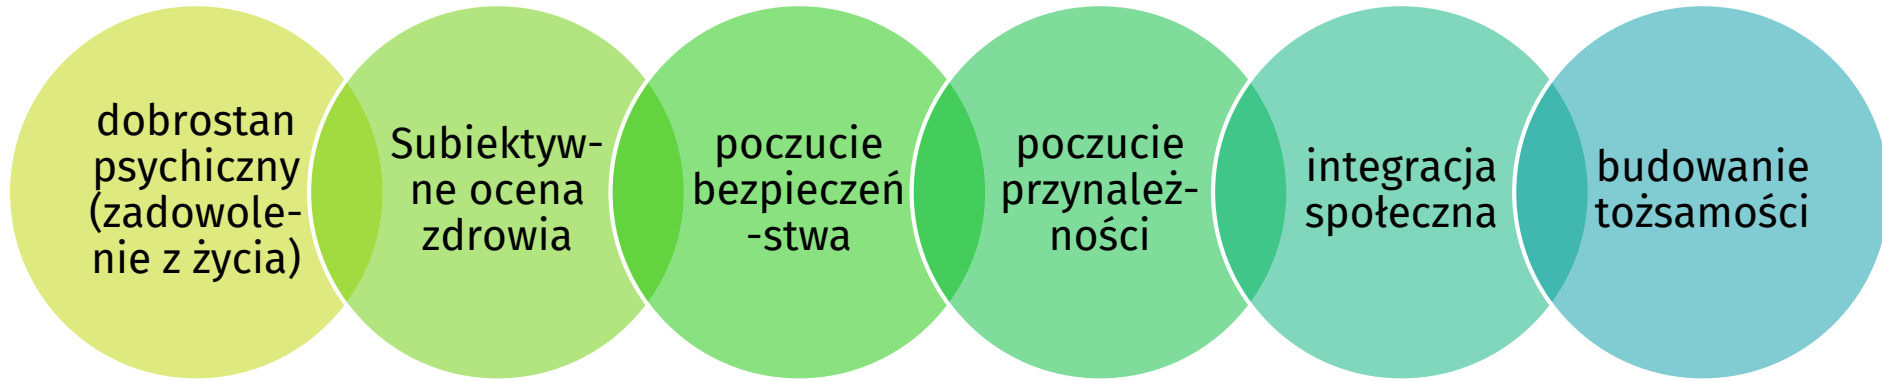 dobrostan
psychiczny
(zadowole-
nie z życia)
Subiektyw-
ne ocena
zdrowia
poczucie
bezpieczeń
-stwa
poczucie
przynależ-
ności
integracja
społeczna
budowanie
tożsamości